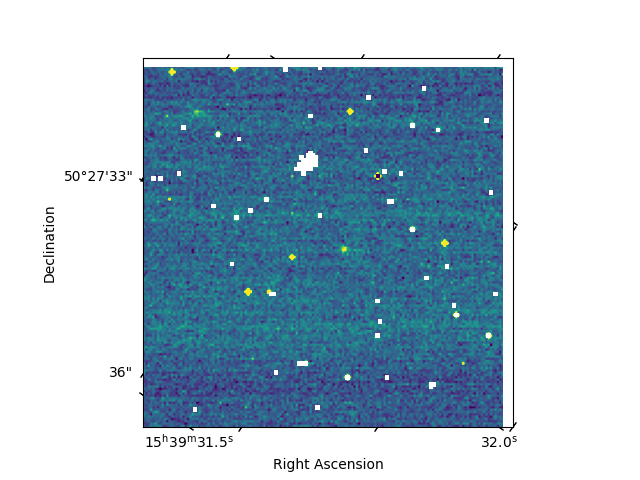 50°27'33"
Declination
36"
15ʰ39ᵐ31.5ˢ
32.0ˢ
Right Ascension